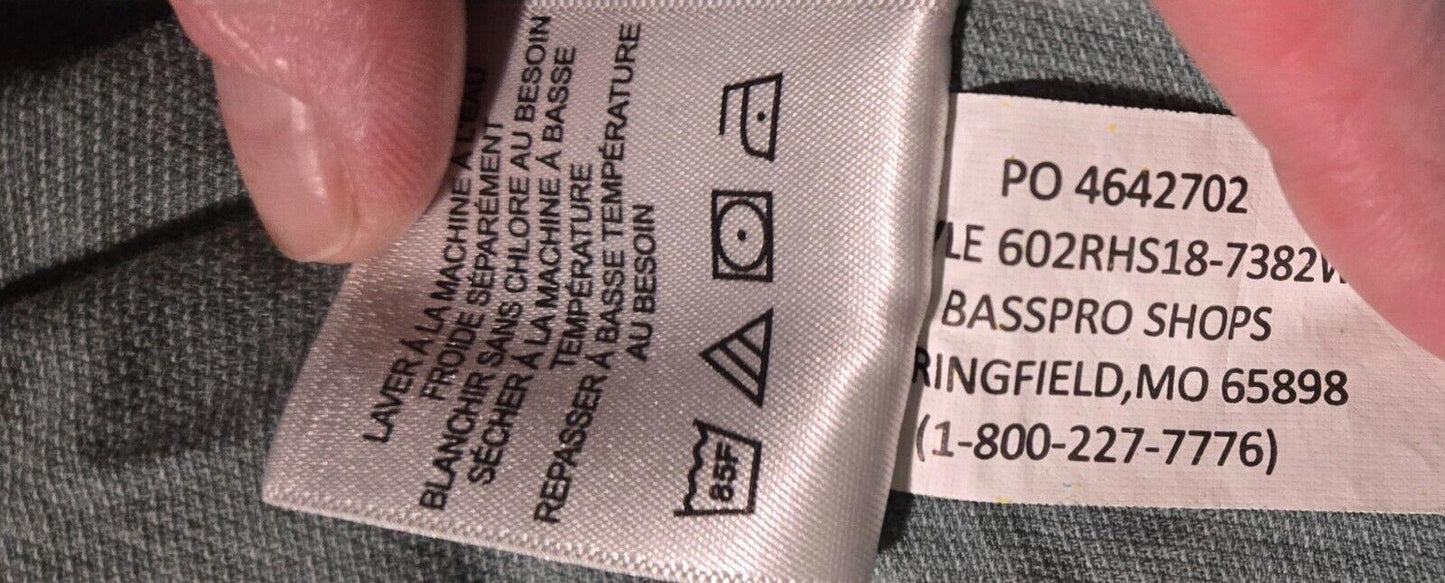 LAVER À LA MACHINE À L'EAU
FROIDE SÉPARÉMENT
BLANCHIR SANS CHLORE AU BESOIN
SÉCHER À LA MACHINE À BASSE
TEMPÉRATURE
REPASSER À BASSE TEMPÉRATURE
AU BESOIN
85F
PO 4642702
LE 602RHS18-7382
BASSPRO SHOPS
RINGFIELD,MO 65898
(1-800-227-7776)